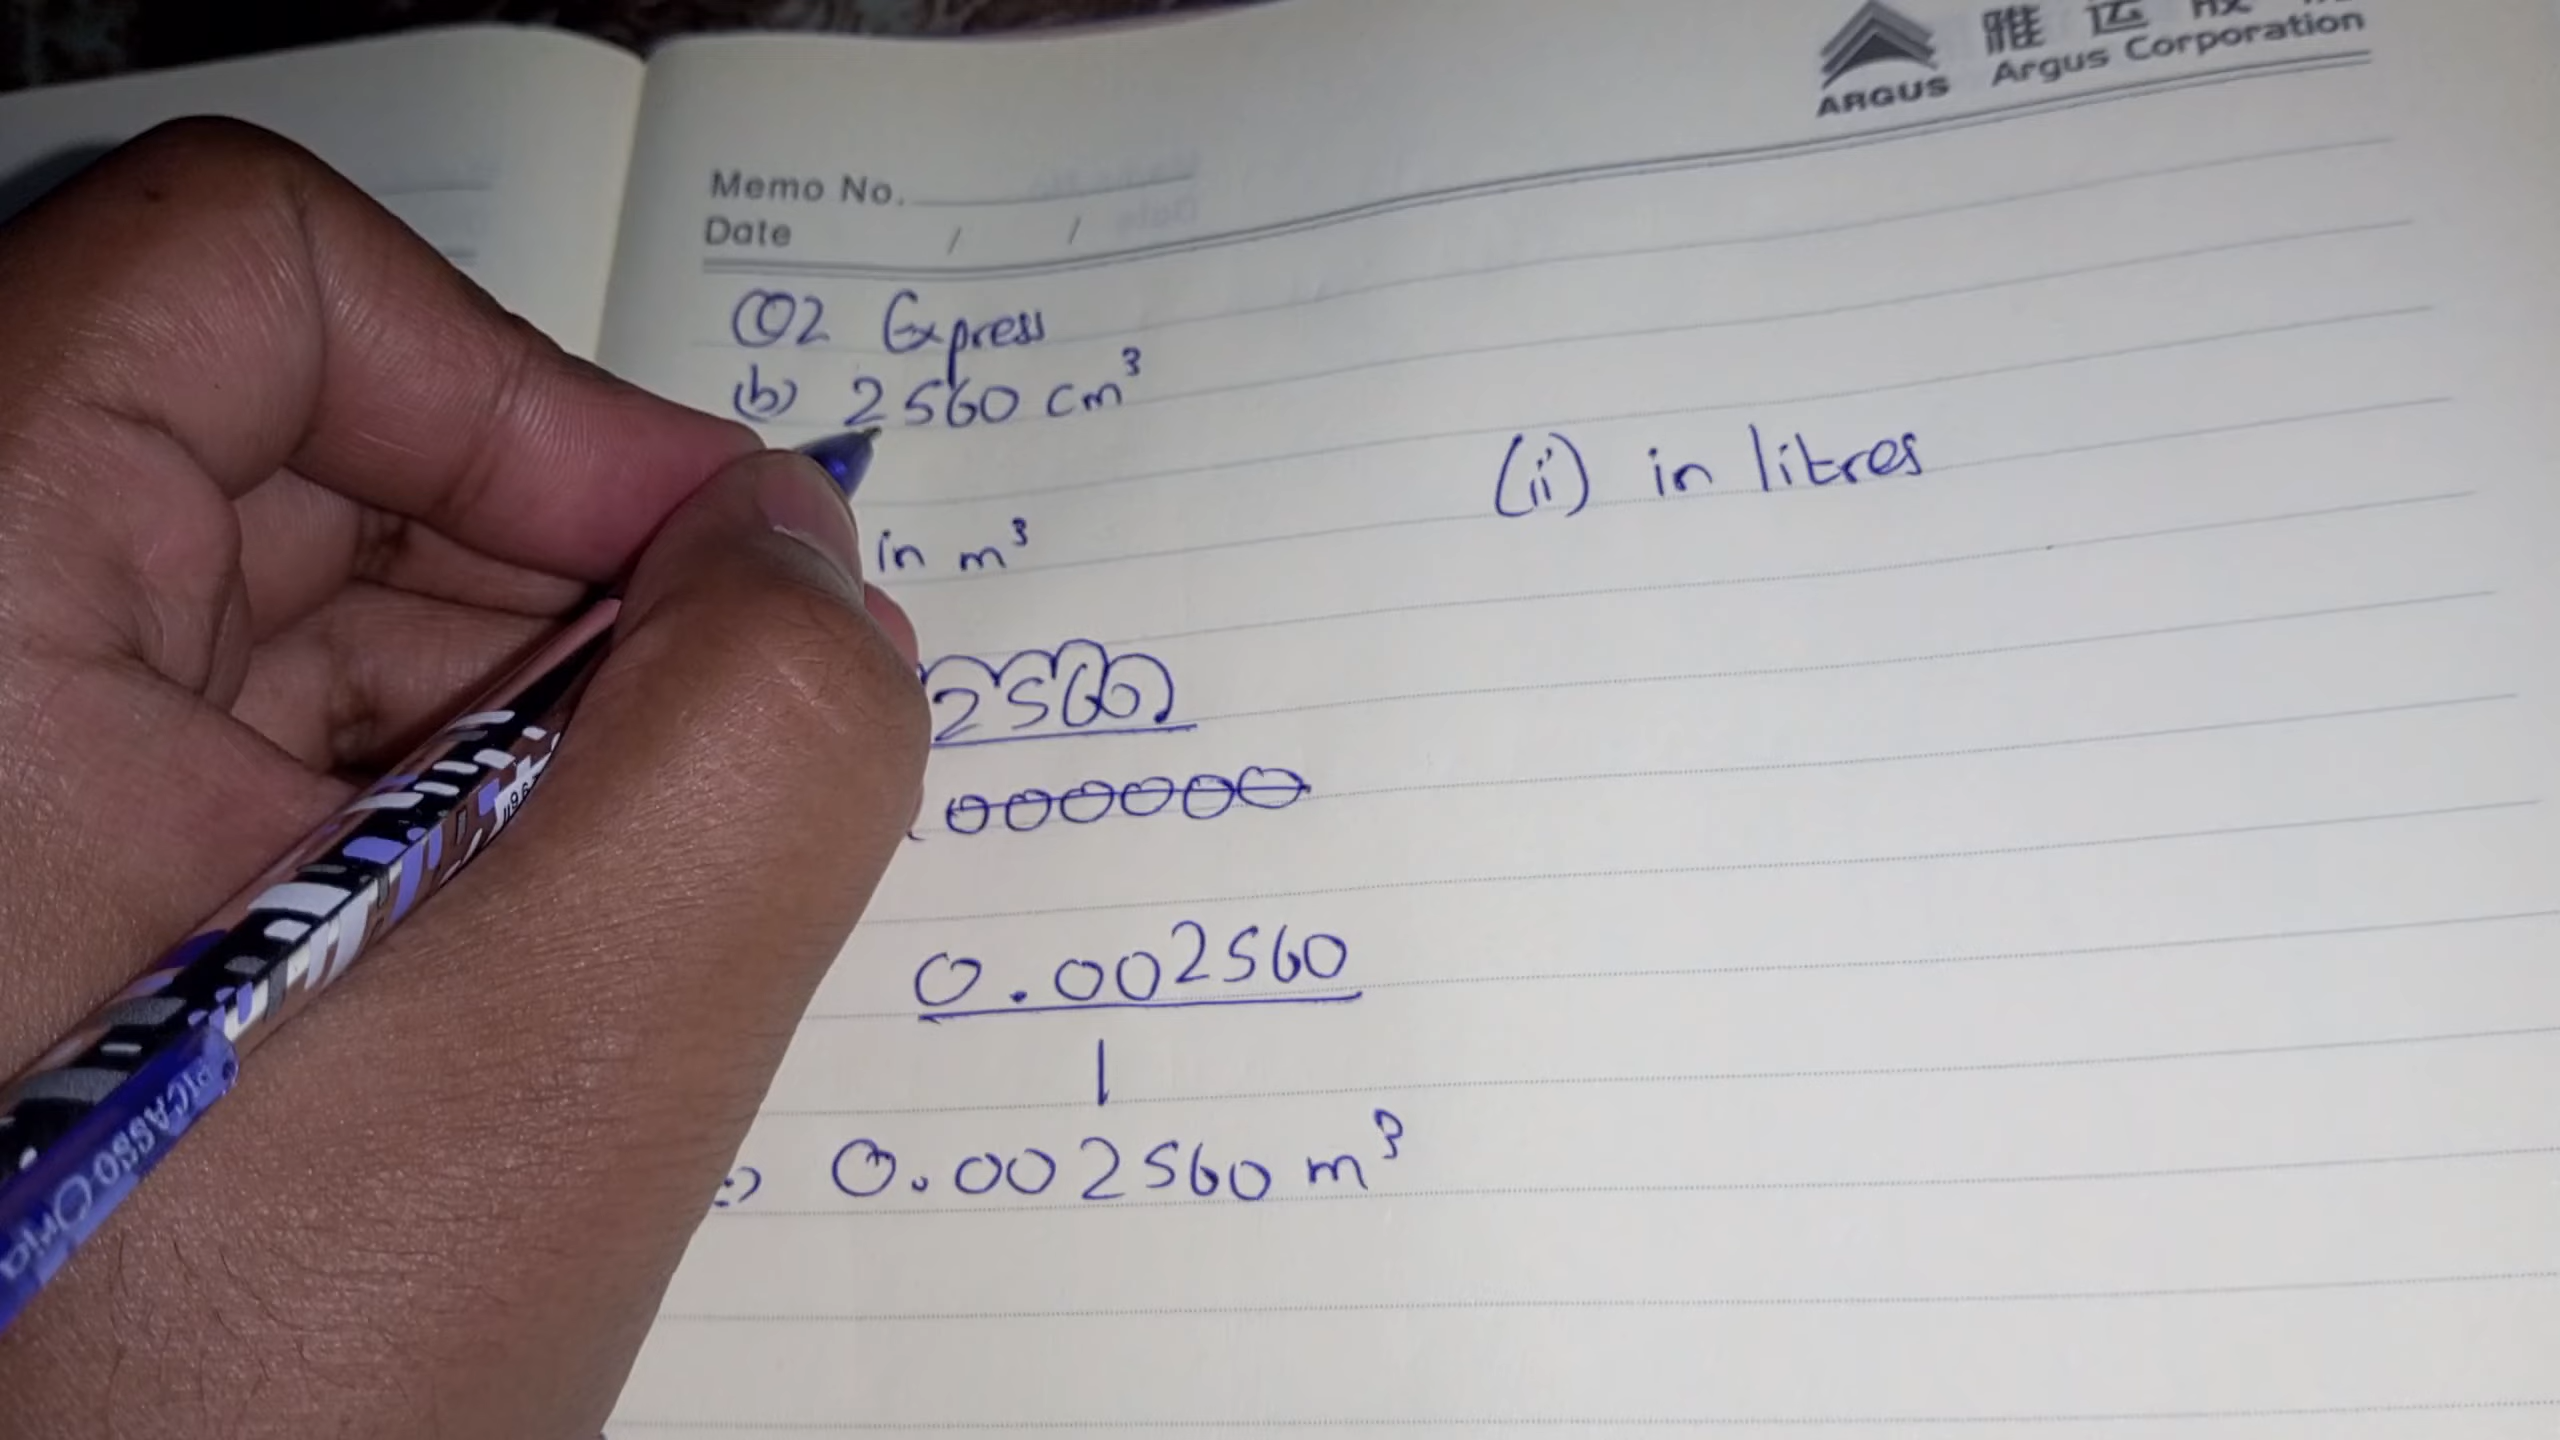 雅 运
ARGUS Argus Corporation
Memo No.
Date / /
Q2 Express
(b) 2560 cm³
(ii) in litres
in m³
2560
000000
0.002560
1
0.002560 m³
PICASSO